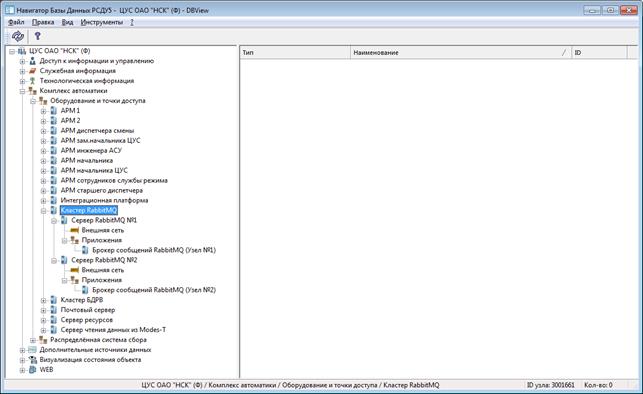 Навигатор Базы Данных РСДУ5 - ЦУС ОАО "НСК" (Ф) - DBView
Файл Правка Вид Инструменты ?
Тип Наименование / ID
ЦУС ОАО "НСК" (Ф)
Доступ к информации и управлению
Служебная информация
Технологическая информация
Комплекс автоматики
Оборудование и точки доступа
АРМ 1
АРМ 2
АРМ диспетчера смены
АРМ зам.начальника ЦУС
АРМ инженера АСУ
АРМ начальника
АРМ начальника ЦУС
АРМ сотрудников службы режима
АРМ старшего диспетчера
Интеграционная платформа
Кластер RabbitMQ
Сервер RabbitMQ №1
Внешняя сеть
Приложения
Брокер сообщений RabbitMQ (Узел №1)
Сервер RabbitMQ №2
Внешняя сеть
Приложения
Брокер сообщений RabbitMQ (Узел №2)
Кластер БДРВ
Почтовый сервер
Сервер ресурсов
Сервер чтения данных из Modes-T
Распределённая система сбора
Дополнительные источники данных
Визуализация состояния объекта
WEB
ЦУС ОАО "НСК" (Ф) / Комплекс автоматики / Оборудование и точки доступа / Кластер RabbitMQ ID узла: 3001661 Кол-во: 0